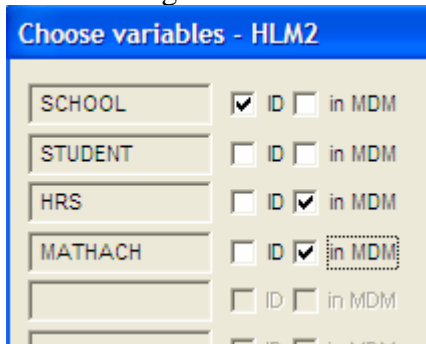 Choose variables - HLM2
SCHOOL ID in MDM
STUDENT ID in MDM
HRS ID in MDM
MATHACH ID in MDM
ID in MDM